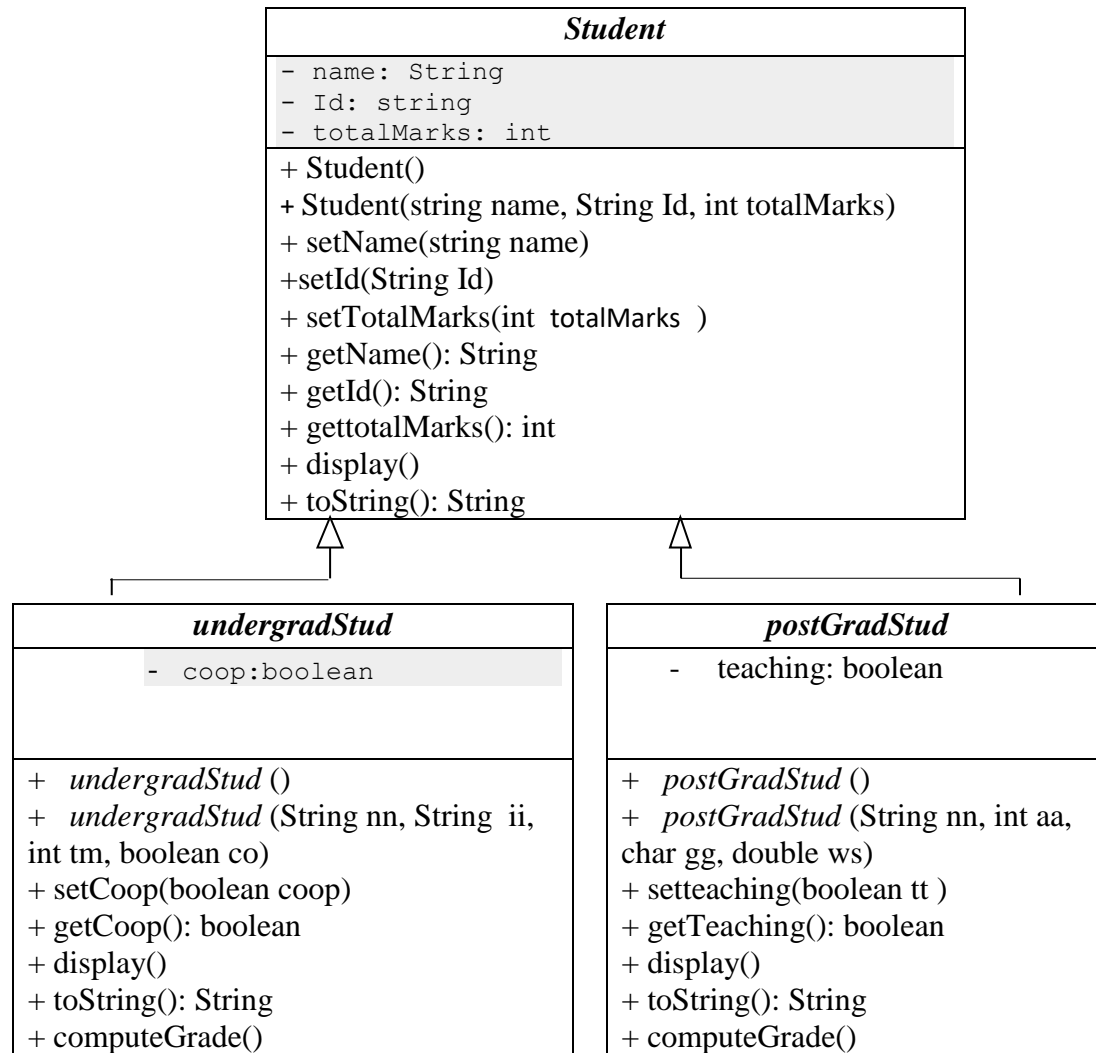 Student
- name: String
- Id: string
- totalMarks: int
+ Student()
+ Student(string name, String Id, int totalMarks)
+ setName(string name)
+setId(String Id)
+ setTotalMarks(int totalMarks )
+ getName(): String
+ getId(): String
+ gettotalMarks(): int
+ display()
+ toString(): String
undergradStud
- coop:boolean
+ undergradStud ()
+ undergradStud (String nn, String ii,
int tm, boolean co)
+ setCoop(boolean coop)
+ getCoop(): boolean
+ display()
+ toString(): String
+ computeGrade()
postGradStud
- teaching: boolean
+ postGradStud ()
+ postGradStud (String nn, int aa,
char gg, double ws)
+ setteaching(boolean tt )
+ getTeaching(): boolean
+ display()
+ toString(): String
+ computeGrade()